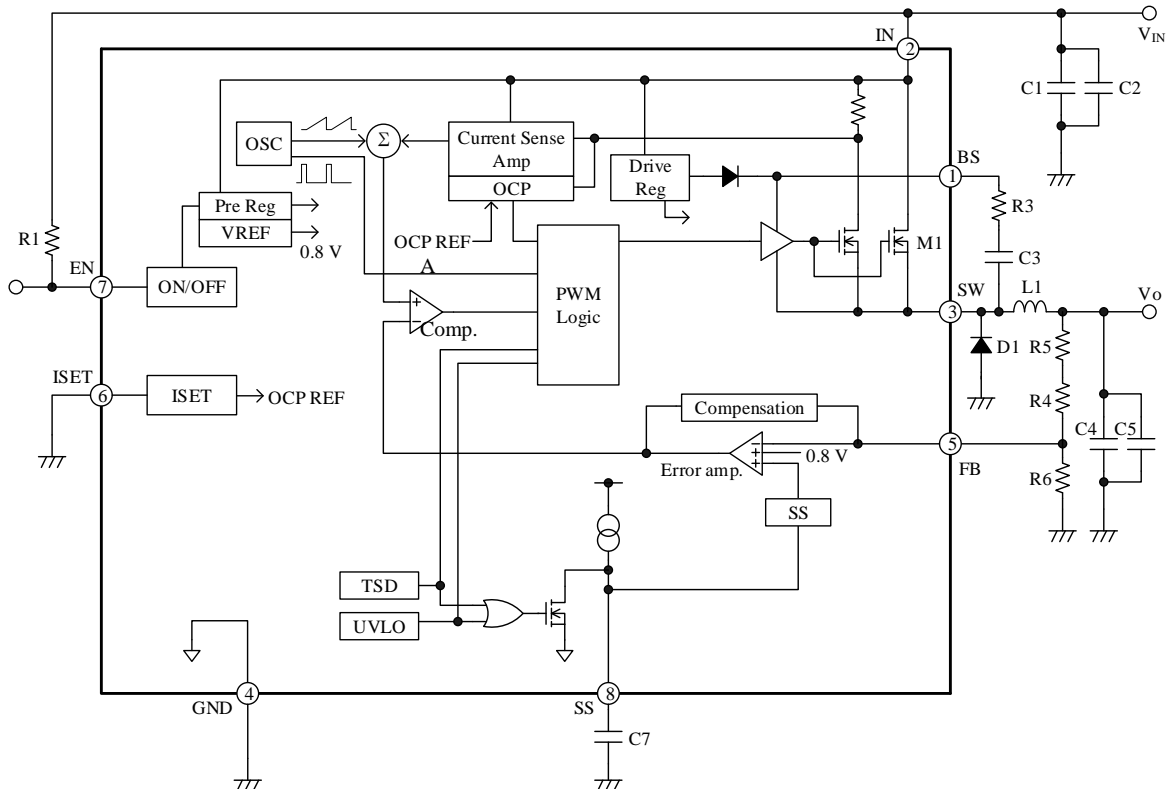 IN
2
V_IN
C1
C2
OSC
Σ
Current Sense
Amp
OCP
Drive
Reg
BS
1
R3
Pre Reg
VREF
0.8 V
OCP REF
R1
EN
7
ON/OFF
A
PWM
Logic
M1
C3
SW
3
L1
Vo
+
−
Comp.
D1
R5
ISET
6
ISET
OCP REF
R4
Compensation
C4
C5
−
+
+
0.8 V
Error amp.
5
FB
R6
SS
TSD
UVLO
4
GND
8
SS
C7